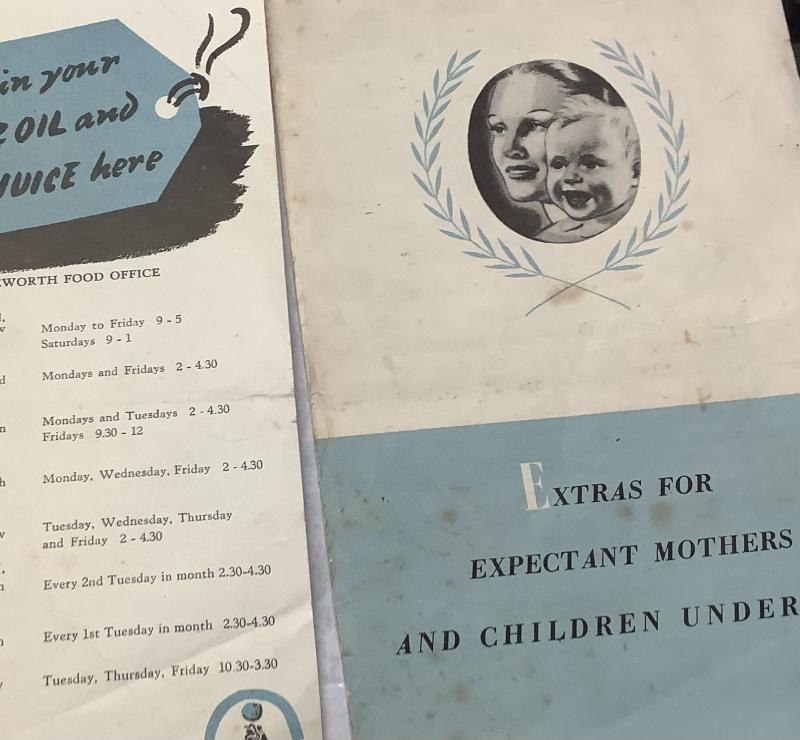 in your
OIL and
JUICE here
WORTH FOOD OFFICE
Monday to Friday 9 - 5
Saturdays 9 - 1
Mondays and Fridays 2 - 4.30
Mondays and Tuesdays 2 - 4.30
Fridays 9.30 - 12
Monday, Wednesday, Friday 2 - 4.30
Tuesday, Wednesday, Thursday
and Friday 2 - 4.30
Every 2nd Tuesday in month 2.30-4.30
Every 1st Tuesday in month 2.30-4.30
Tuesday, Thursday, Friday 10.30-3.30
EXTRAS FOR
EXPECTANT MOTHERS
AND CHILDREN UNDER